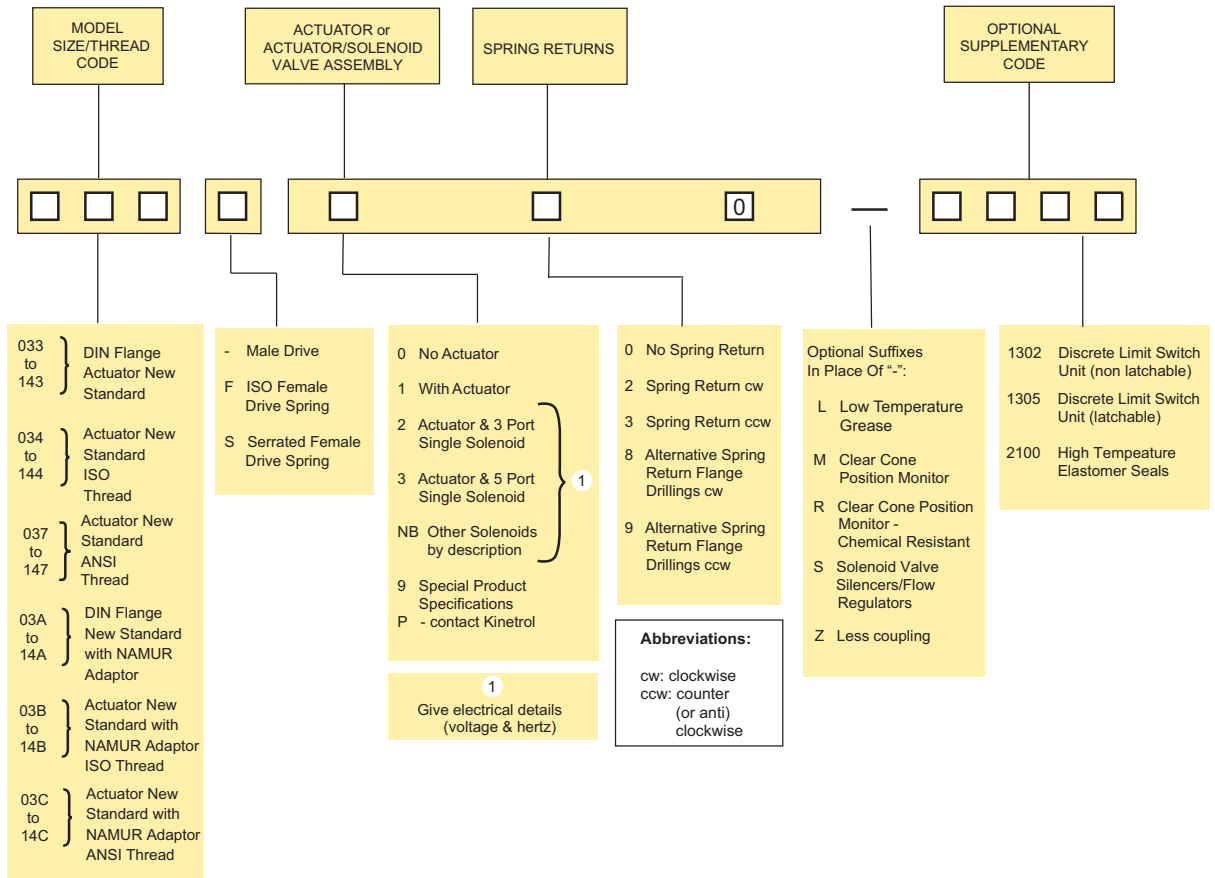 MODEL
SIZE/THREAD
CODE
ACTUATOR or
ACTUATOR/SOLENOID
VALVE ASSEMBLY
SPRING RETURNS
OPTIONAL
SUPPLEMENTARY
CODE
0
—
033
to
143
DIN Flange
Actuator New
Standard
034
to
144
Actuator New
Standard
ISO
Thread
037
to
147
Actuator New
Standard
ANSI
Thread
03A
to
14A
DIN Flange
New Standard
with NAMUR
Adaptor
03B
to
14B
Actuator New
Standard with
NAMUR Adaptor
ISO Thread
03C
to
14C
Actuator New
Standard with
NAMUR Adaptor
ANSI Thread
- Male Drive
F ISO Female
Drive Spring
S Serrated Female
Drive Spring
0 No Actuator
1 With Actuator
2 Actuator & 3 Port
Single Solenoid
3 Actuator & 5 Port
Single Solenoid
NB Other Solenoids
by description
1
9 Special Product
Specifications
P - contact Kinetrol
1
Give electrical details
(voltage & hertz)
0 No Spring Return
2 Spring Return cw
3 Spring Return ccw
8 Alternative Spring
Return Flange
Drillings cw
9 Alternative Spring
Return Flange
Drillings ccw
Abbreviations:
cw: clockwise
ccw: counter
(or anti)
clockwise
Optional Suffixes
In Place Of “-”:
L Low Temperature
Grease
M Clear Cone
Position Monitor
R Clear Cone Position
Monitor -
Chemical Resistant
S Solenoid Valve
Silencers/Flow
Regulators
Z Less coupling
1302 Discrete Limit Switch
Unit (non latchable)
1305 Discrete Limit Switch
Unit (latchable)
2100 High Tempeature
Elastomer Seals